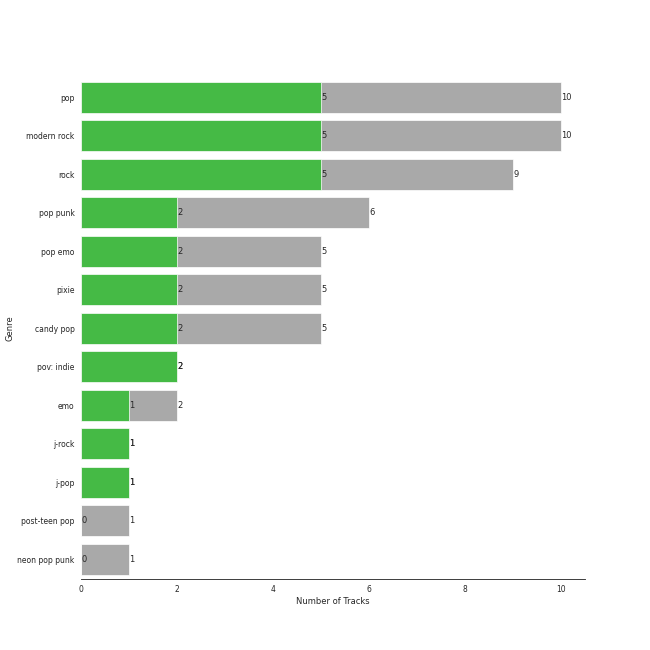 pop 5 10
modern rock 5 10
rock 5 9
pop punk 2 6
pop emo 2 5
pixie 2 5
candy pop 2 5
pov: indie 2
emo 1 2
j-rock 1
j-pop 1
post-teen pop 0 1
neon pop punk 0 1
0 2 4 6 8 10
Number of Tracks
Genre